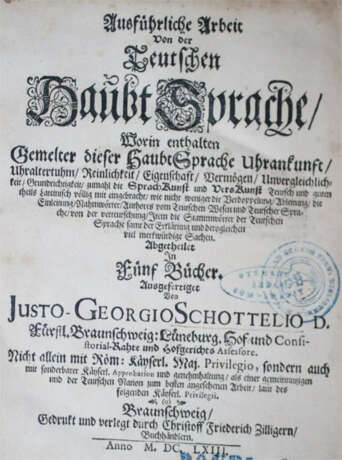 Ausführliche Arbeit
Von der
Teutschen
Haubt Sprache/
Worin enthalten
Gemelter dieser HaubtSprache Uhrankunft/
Uhraltertuhm/ Reinlichkeit/ Eigenschaft/ Vermögen/ Unvergleichlich-
keit/ Grundrichtigkeit/ zumahl die SprachKunst und VersKunst Teutsch und guten
theils Lateinisch völlig mit eingebracht/ wie nicht weniger die Verdoppelung/ Ableitung/ die
Einleitung/ Nahmwörter/ Authores vom Teutschen Wesen und Teutscher Spra-
che/ von der verteutschung/ Item die Stammwörter der Teutschen
Sprache samt der Erklärung und derogleichen
viel merkwürdige Sachen.
Abgetheilet
In
Fünf Bücher.
Ausgefertiget
Von
JUSTO-GEORGIO SCHOTTELIO D.
Fürstl. Braunschweig: Lüneburg. Hof und Consi-
storial-Rahte und Hofgerichts Assessore.
Nicht allein mit Röm: Käyserl. Maj. Privilegio, sondern auch
mit sonderbarer Käyserl. Approbation und genehmhaltung/ als einer gemeinnützigen
und der Teutschen Nation zum besten angesehenen Arbeit/ laut des
folgenden Käyserl. Privilegii.
Braunschweig/
Gedrukt und verlegt durch Christoff Friederich Zilligern/
Buchhändlern.
Anno M. DC. LXIII.